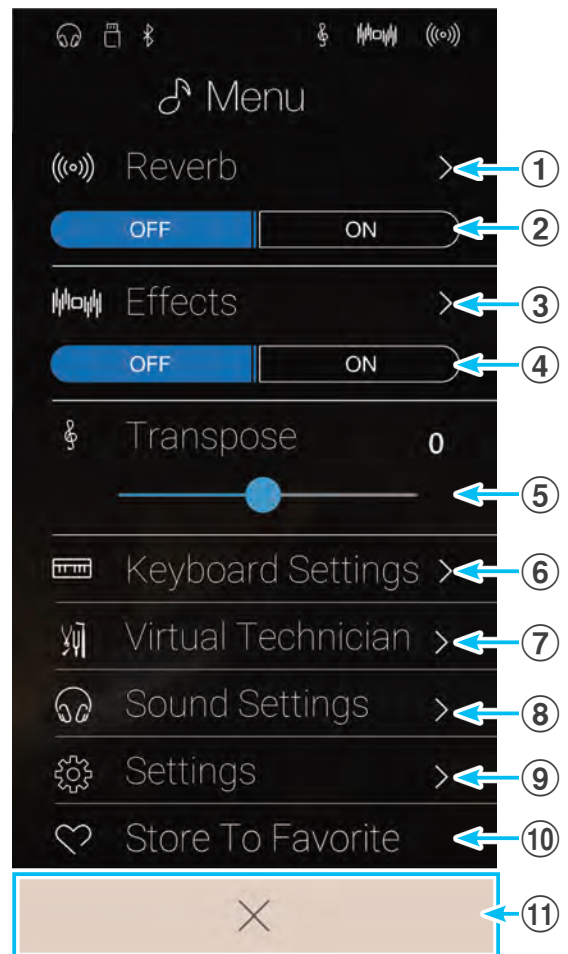 Menu
Reverb
1
OFF ON
2
Effects
3
OFF ON
4
Transpose 0
5
Keyboard Settings
6
Virtual Technician
7
Sound Settings
8
Settings
9
Store To Favorite
10
11